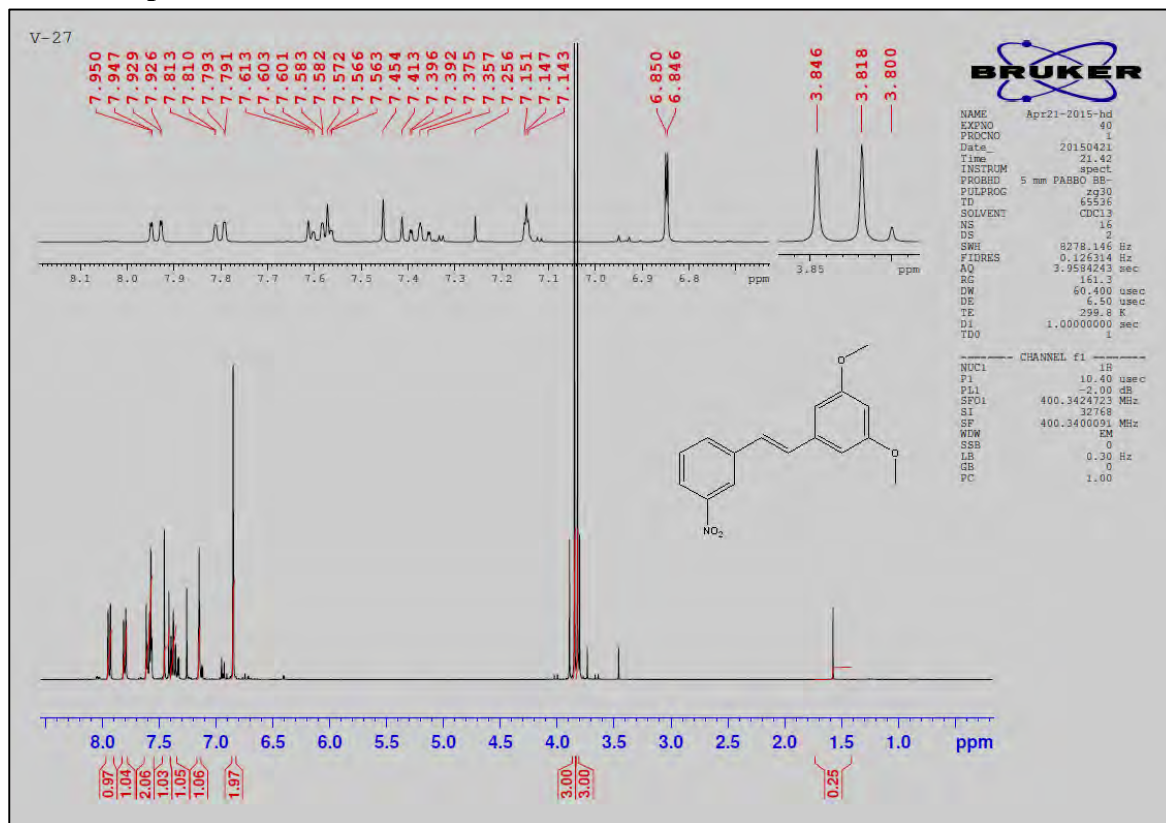 V-27
7.950
7.947
7.929
7.926
7.813
7.810
7.793
7.791
7.613
7.603
7.601
7.583
7.582
7.572
7.566
7.563
7.454
7.413
7.396
7.392
7.375
7.357
7.256
7.151
7.147
7.143
6.850
6.846
3.846
3.818
3.800
BRUKER
NAME Apr21-2015-hd
EXPNO 40
PROCNO 1
Date_ 20150421
Time 21.42
INSTRUM spect
PROBHD 5 mm PABBO BB-
PULPROG zg30
TD 65536
SOLVENT CDCl3
NS 16
DS 2
SWH 8278.146 Hz
FIDRES 0.126314 Hz
AQ 3.9584243 sec
RG 161.3
DW 60.400 usec
DE 6.50 usec
TE 299.8 K
D1 1.00000000 sec
TD0 1
8.1 8.0 7.9 7.8 7.7 7.6 7.5 7.4 7.3 7.2 7.1 7.0 6.9 6.8 ppm
3.85 ppm
======== CHANNEL f1 ========
NUC1 1H
P1 10.40 usec
PL1 -2.00 dB
SFO1 400.3424723 MHz
SI 32768
SF 400.3400091 MHz
WDW EM
SSB 0
LB 0.30 Hz
GB 0
PC 1.00
O
O
NO2
8.0 7.5 7.0 6.5 6.0 5.5 5.0 4.5 4.0 3.5 3.0 2.5 2.0 1.5 1.0 0.5 ppm
0.97
1.04
2.06
1.03
1.05
1.06
1.97
3.00
3.00
0.25